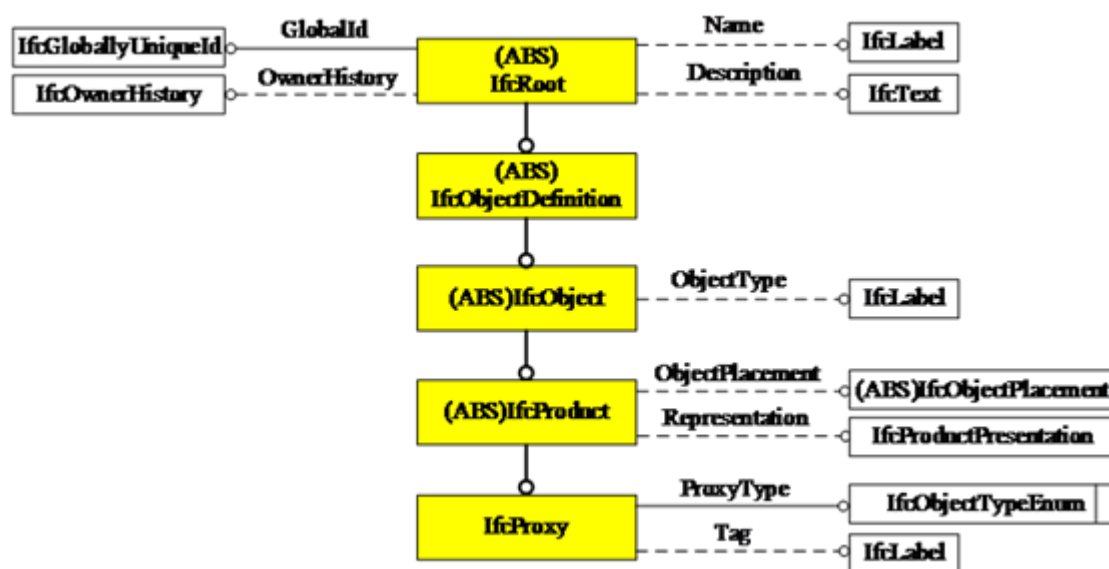 IfcGloballyUniqueId
GlobalId
Name
IfcLabel
(ABS)
IfcRoot
IfcOwnerHistory
OwnerHistory
Description
IfcText
(ABS)
IfcObjectDefinition
(ABS)IfcObject
ObjectType
IfcLabel
(ABS)IfcProduct
ObjectPlacement
(ABS)IfcObjectPlacement
Representation
IfcProductPresentation
IfcProxy
ProxyType
IfcObjectTypeEnum
Tag
IfcLabel